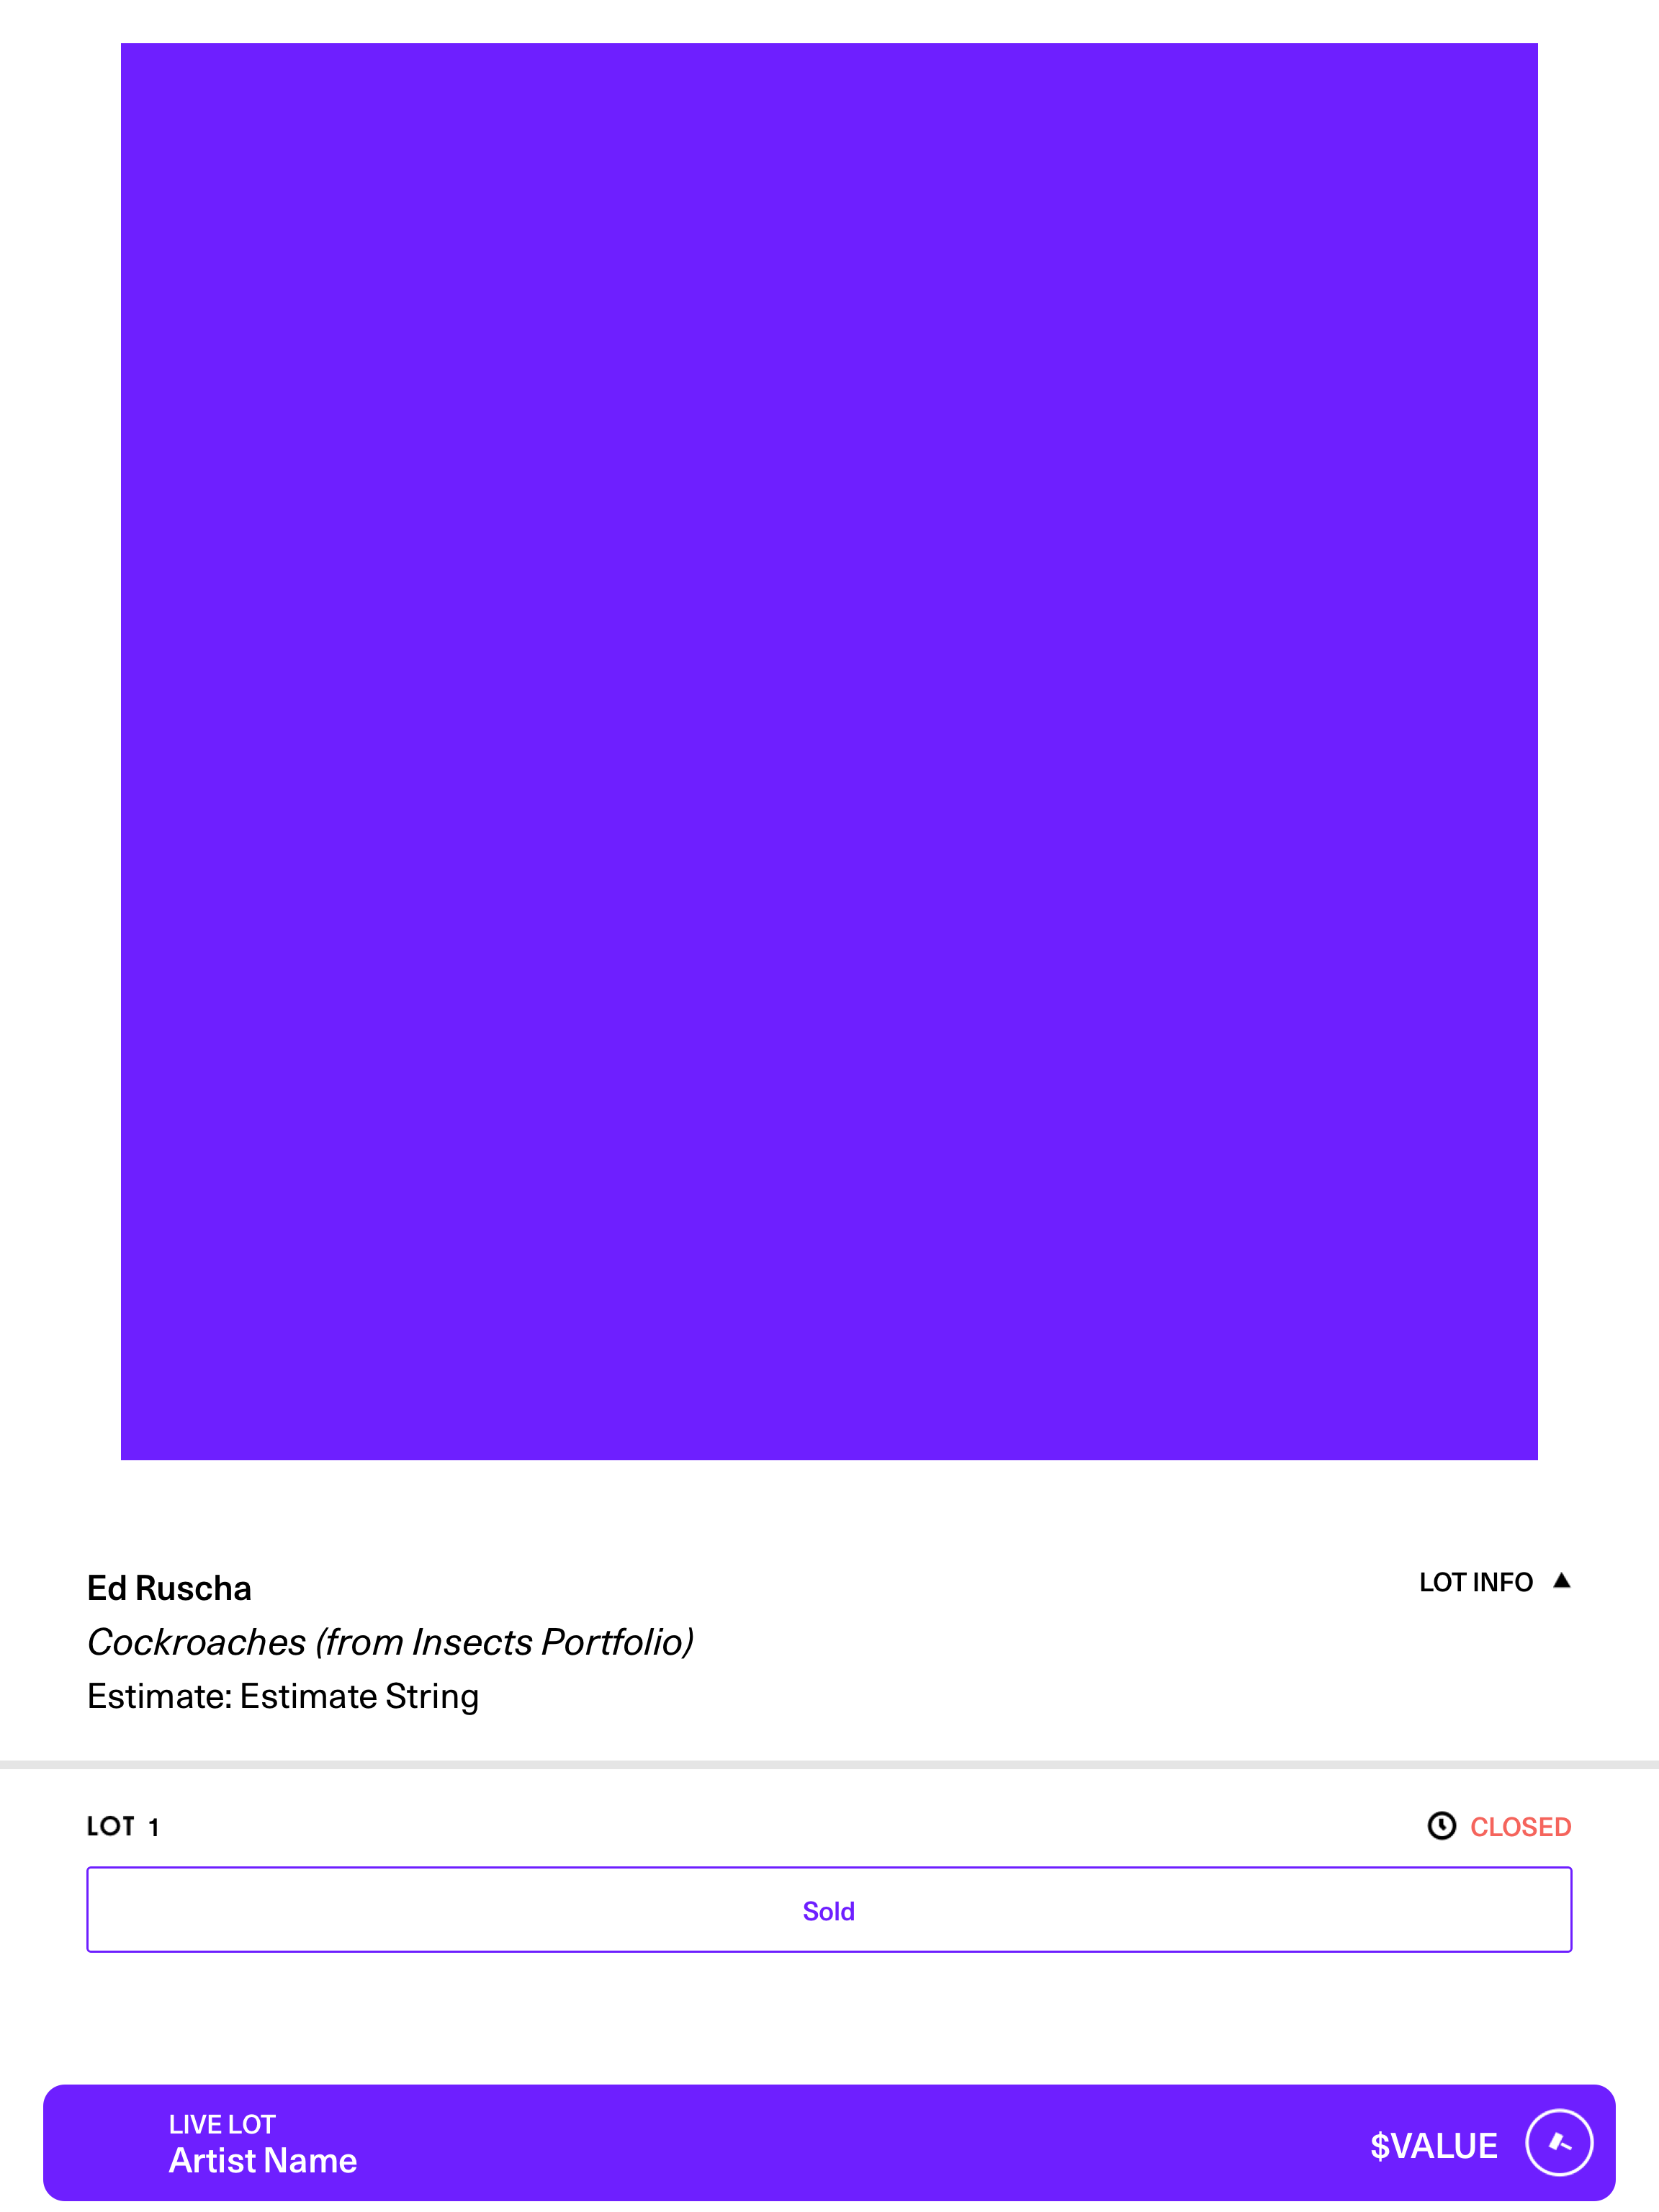 Ed Ruscha
LOT INFO ▲
Cockroaches (from Insects Portfolio)
Estimate: Estimate String
LOT 1
CLOSED
Sold
LIVE LOT
Artist Name
$VALUE